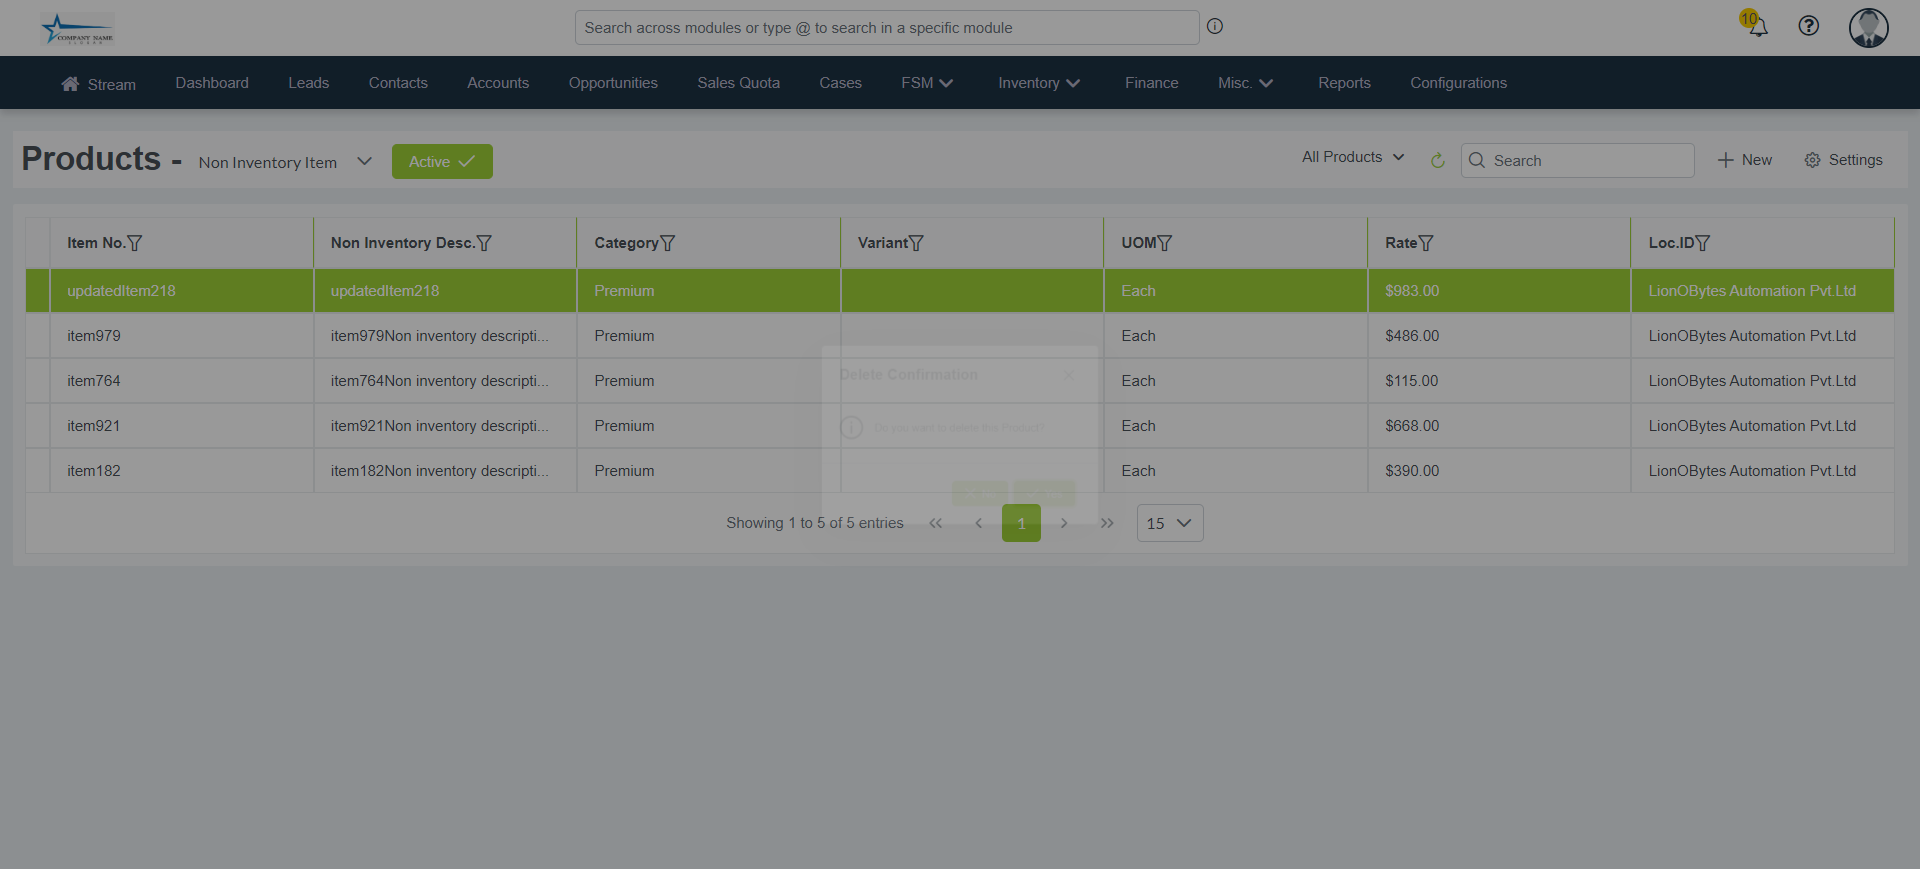 COMPANY NAME
Search across modules or type @ to search in a specific module
10
Stream Dashboard Leads Contacts Accounts Opportunities Sales Quota Cases FSM Inventory Finance Misc. Reports Configurations
Products - Non Inventory Item Active All Products Search New Settings
Item No. Non Inventory Desc. Category Variant UOM Rate Loc.ID
updatedItem218 updatedItem218 Premium Each $983.00 LionOBytes Automation Pvt.Ltd
item979 item979Non inventory descripti... Premium Each $486.00 LionOBytes Automation Pvt.Ltd
item764 item764Non inventory descripti... Premium Each $115.00 LionOBytes Automation Pvt.Ltd
item921 item921Non inventory descripti... Premium Each $668.00 LionOBytes Automation Pvt.Ltd
item182 item182Non inventory descripti... Premium Each $390.00 LionOBytes Automation Pvt.Ltd
Delete Confirmation
Do you want to delete this Product?
Showing 1 to 5 of 5 entries 1 15